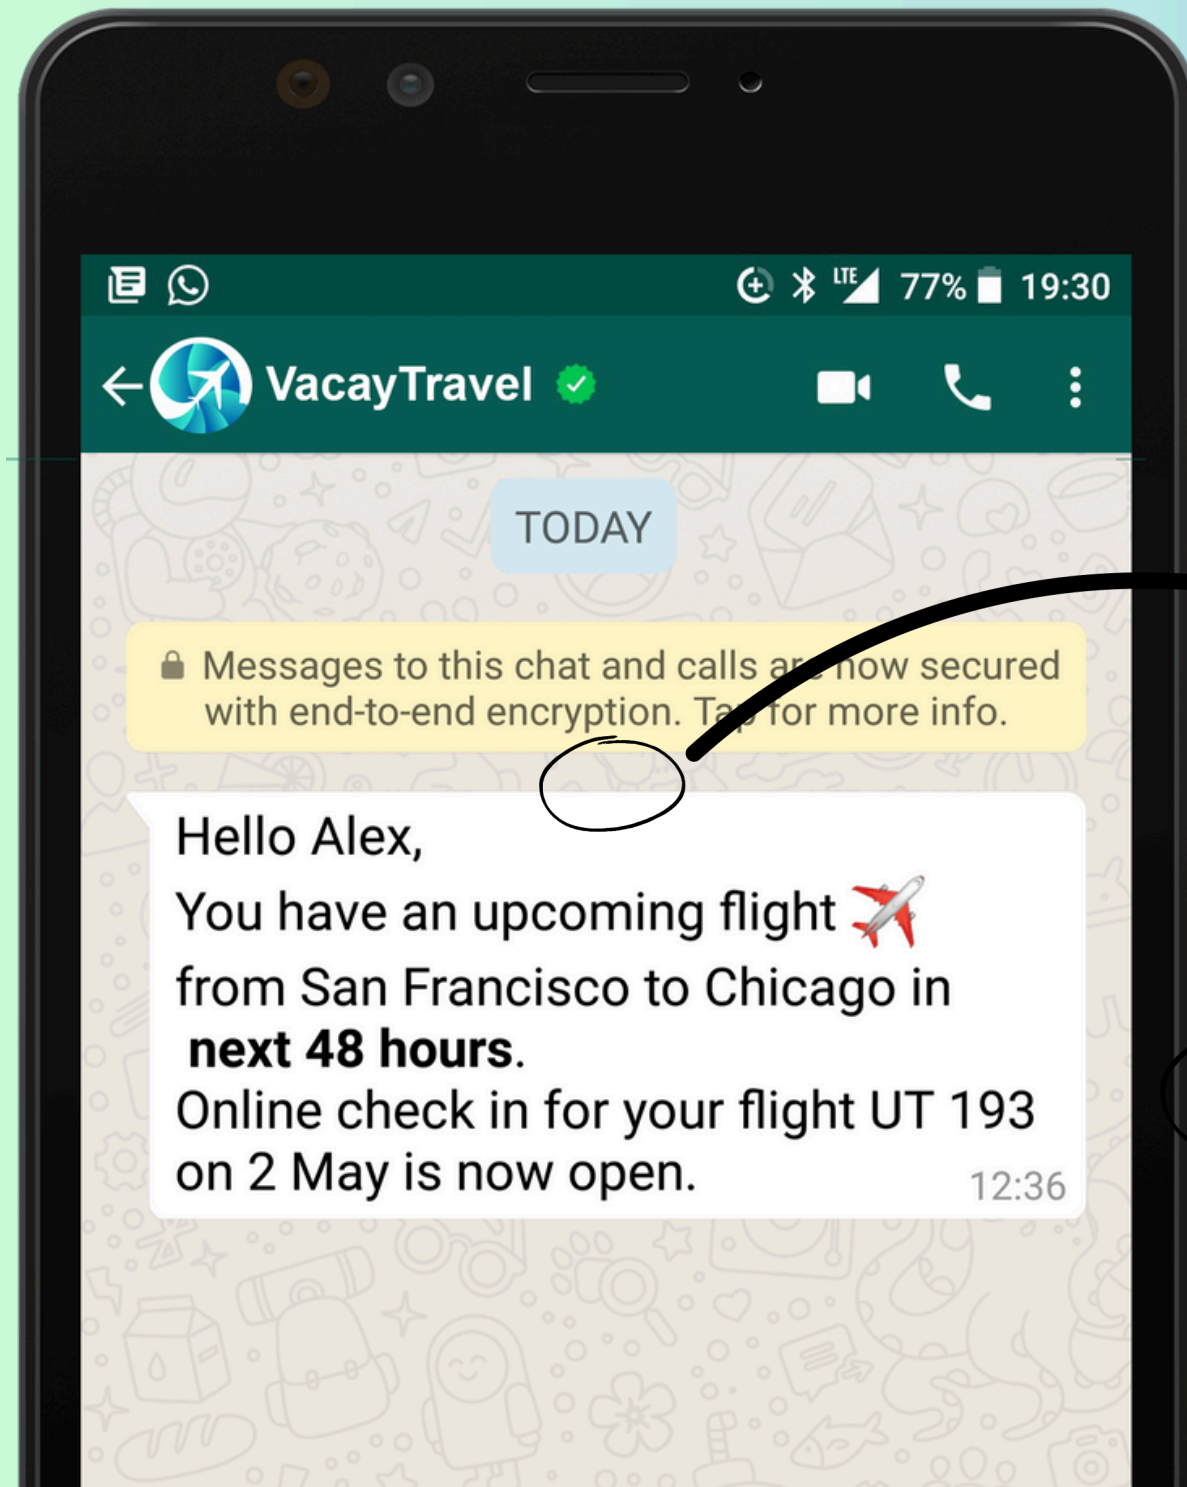 LTE 77% 19:30
VacayTravel
TODAY
Messages to this chat and calls are now secured
with end-to-end encryption. Tap for more info.
Hello Alex,
You have an upcoming flight ✈️
from San Francisco to Chicago in
next 48 hours.
Online check in for your flight UT 193
on 2 May is now open.
12:36